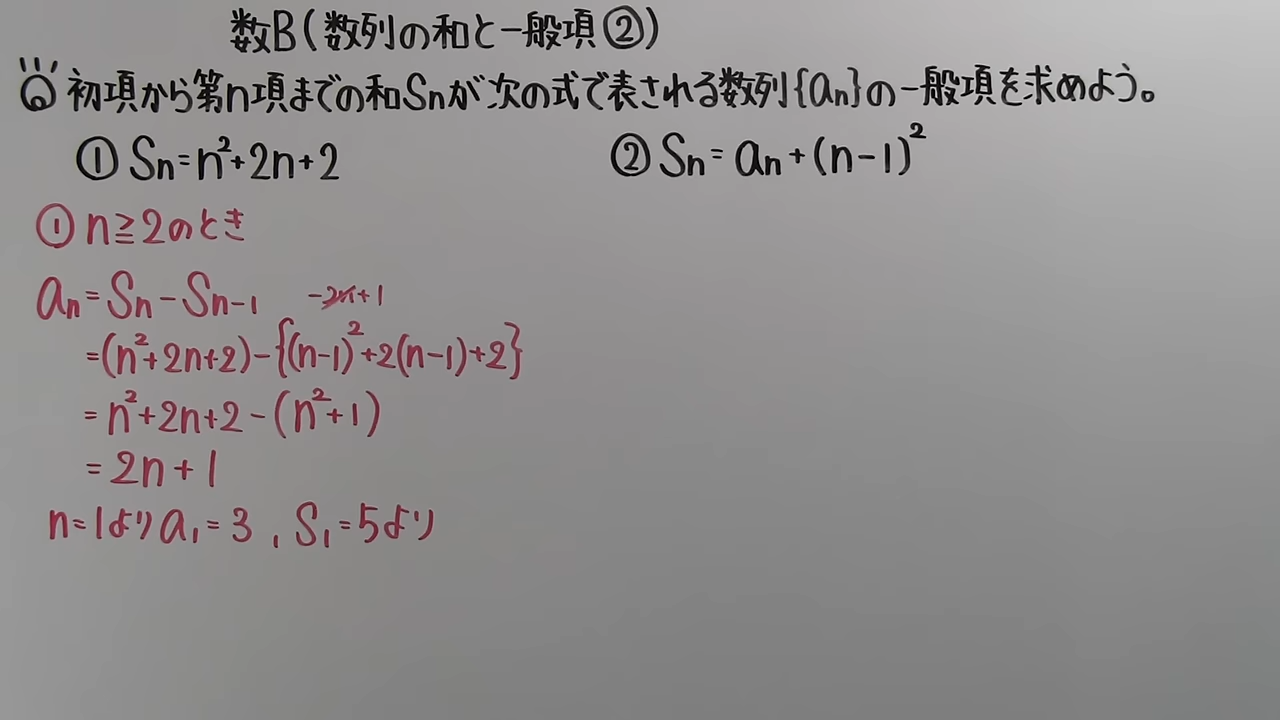 数B(数列の和と一般項②)
Q 初項から第n項までの和Snが次の式で表される数列{an}の一般項を求めよう。
① Sn=n²+2n+2
② Sn=an+(n-1)²
① n≧2のとき
an=Sn-Sn-1
-2n+1
=(n²+2n+2)-{(n-1)²+2(n-1)+2}
=n²+2n+2-(n²+1)
=2n+1
n=1より a₁=3, S₁=5より